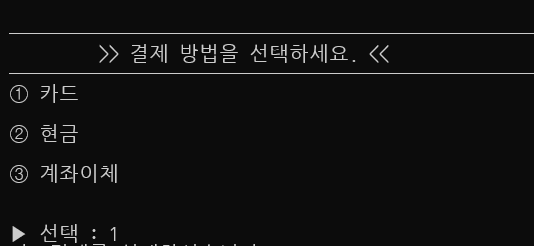 >> 결제 방법을 선택하세요. <<
① 카드
② 현금
③ 계좌이체
▶ 선택 : 1